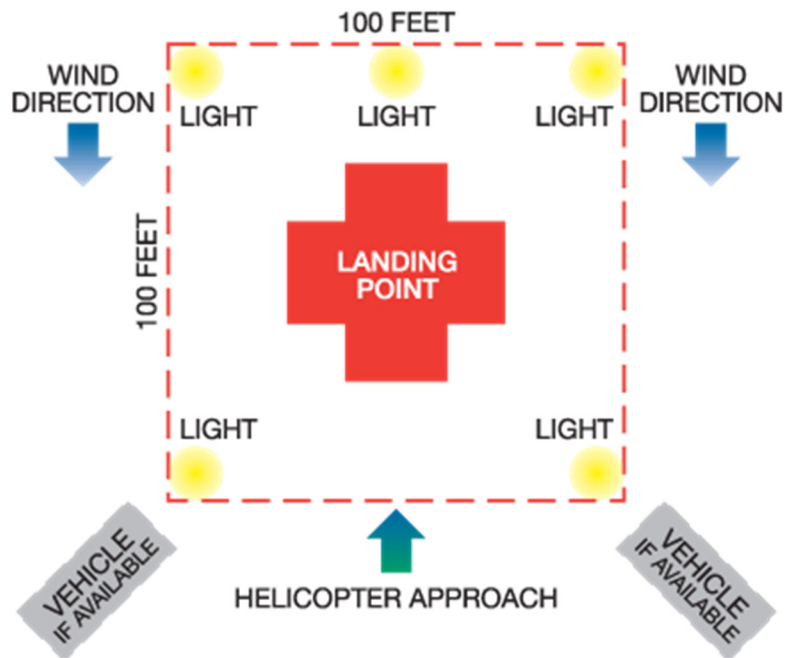 100 FEET
WIND
DIRECTION
WIND
DIRECTION
LIGHT
LIGHT
LIGHT
100 FEET
LANDING
POINT
LIGHT
LIGHT
VEHICLE
IF AVAILABLE
VEHICLE
IF AVAILABLE
HELICOPTER APPROACH